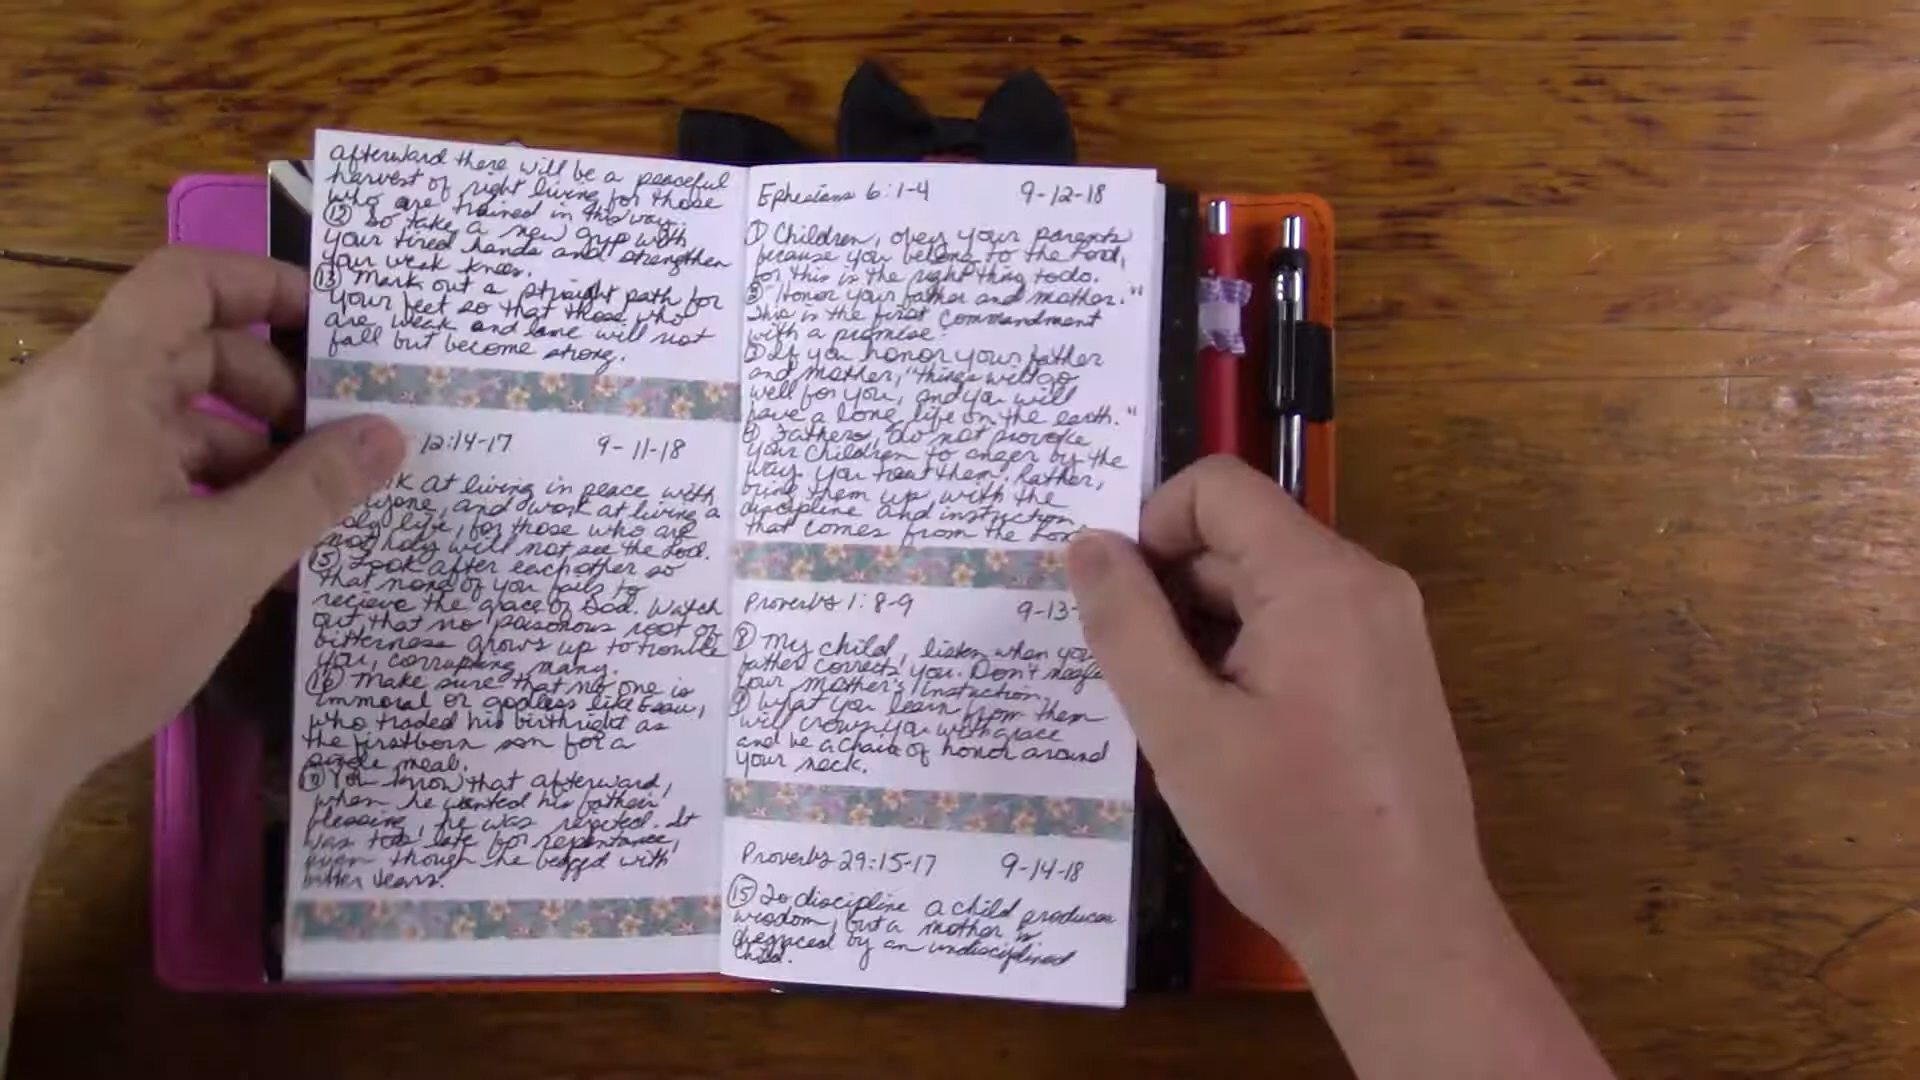 afterward there will be a peaceful
harvest of right living for those
who are trained in this way.
(12) So take a new grip with
your tired hands and strengthen
your weak knees.
(13) Mark out a straight path for
your feet so that those who
are weak and lame will not
fall but become strong.
12:14-17 9-11-18
at living in peace with
and work at living a
life, for those who are
not holy will not see the Lord.
Look after each other so
that none of you fails to
recieve the grace of God. Watch
out that no poisonous root of
bitterness grows up to trouble
you, corrupting many.
(16) Make sure that no one is
immoral or godless like Esau,
who traded his birthright as
the firstborn son for a
single meal.
(17) You know that afterward,
when he wanted his father's
blessing, he was rejected. It
was too late for repentance,
even though he begged with
bitter tears.
Ephesians 6:1-4 9-12-18
(1) Children, obey your parents
because you belong to the Lord,
for this is the right thing to do.
(2) "Honor your father and mother."
This is the first commandment
with a promise:
(3) If you honor your father
and mother, "things will go
well for you, and you will
have a long life on the earth."
(4) Fathers, do not provoke
your children to anger by the
way you treat them. Rather,
bring them up with the
discipline and instruction
that comes from the
Proverbs 1:8-9 9-13-
(8) My child, listen when
father corrects you. Don't
your mother's instruction.
(9) What you learn from them
will crown you with grace
and be a chain of honor around
your neck.
Proverbs 29:15-17 9-14-18
(15) To discipline a child produces
wisdom, but a mother is
disgraced by an undisciplined
child.